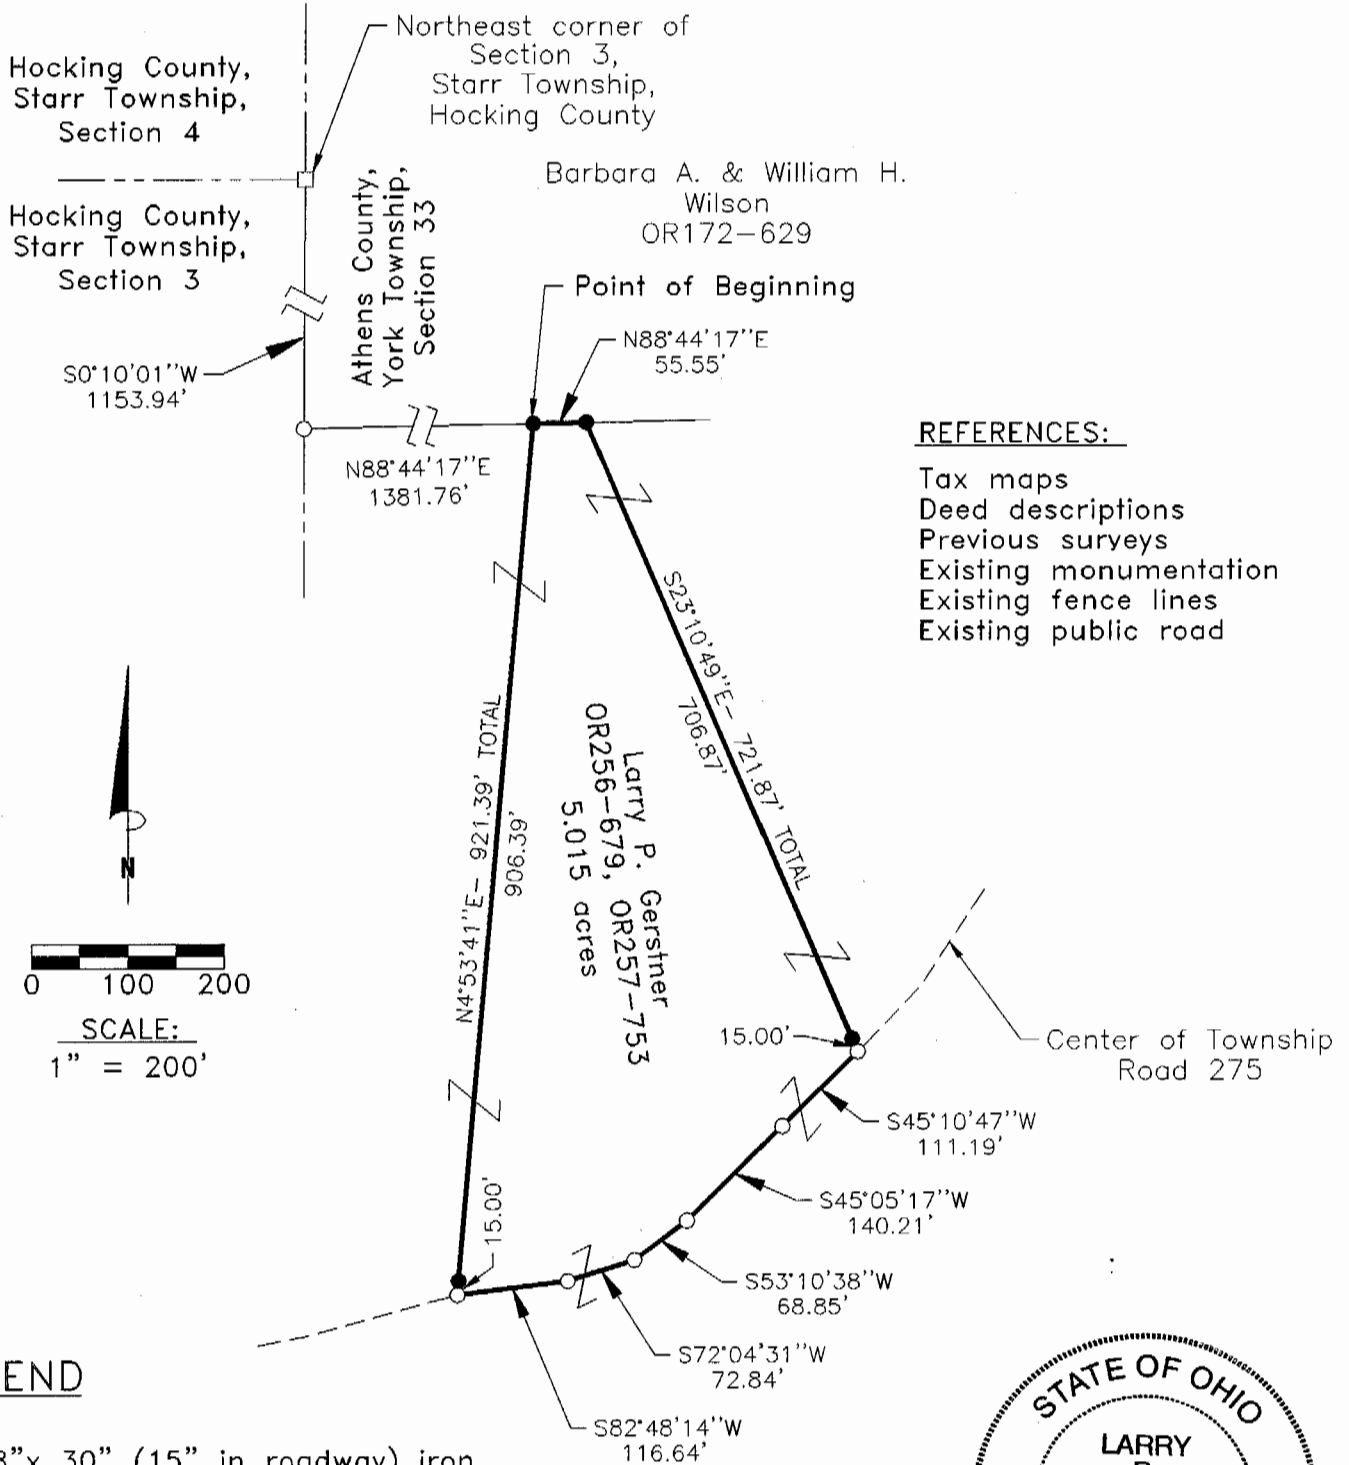 Northeast corner of
Section 3,
Starr Township,
Hocking County
Hocking County,
Starr Township,
Section 4
Hocking County,
Starr Township,
Section 3
Athens County,
York Township,
Section 33
Barbara A. & William H.
Wilson
OR172-629
Point of Beginning
N88°44'17"E
55.55'
S0°10'01"W
1153.94'
N88°44'17"E
1381.76'
REFERENCES:
Tax maps
Deed descriptions
Previous surveys
Existing monumentation
Existing fence lines
Existing public road
S23°10'49"E- 721.87' TOTAL
706.87'
N4°53'41"E- 921.39' TOTAL
906.39'
Larry P. Gerstner
OR256-679, OR257-753
5.015 acres
N
0 100 200
SCALE:
1" = 200'
15.00'
Center of Township
Road 275
S45°10'47"W
111.19'
S45°05'17"W
140.21'
15.00'
S53°10'38"W
68.85'
S72°04'31"W
72.84'
S82°48'14"W
116.64'
END
"x 30" (15" in roadway) iron
STATE OF OHIO
LARRY